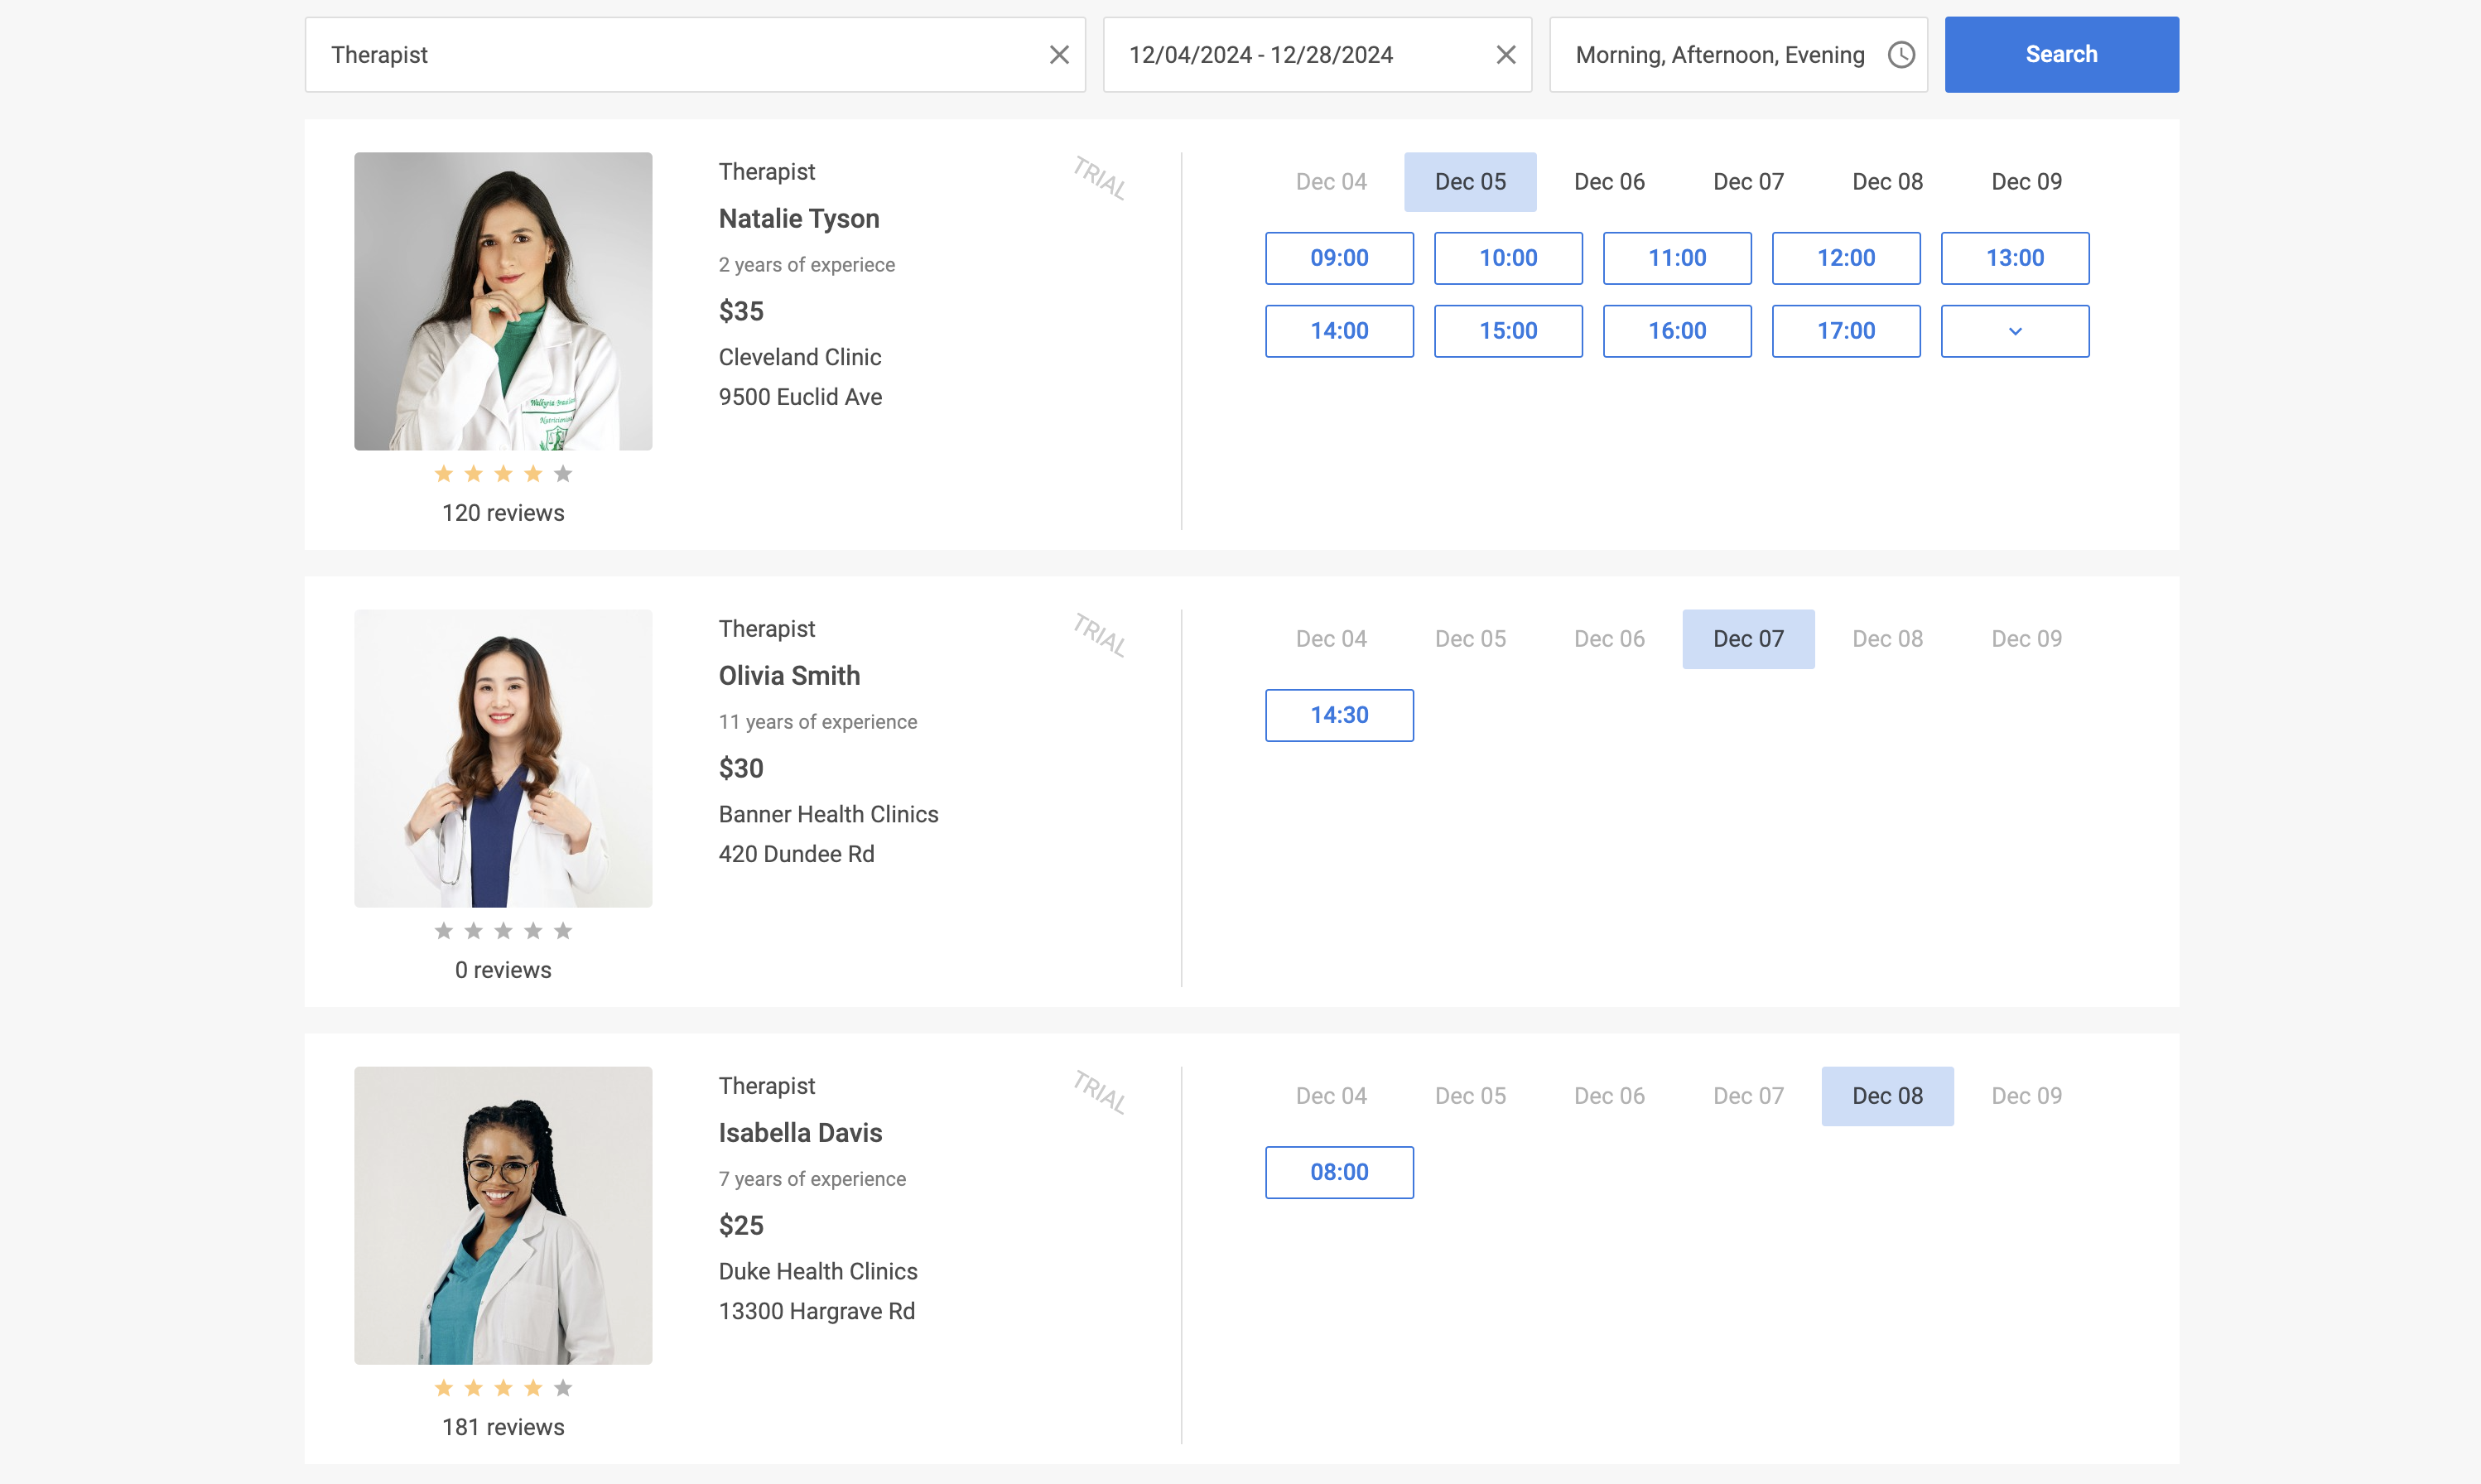 Therapist
12/04/2024 - 12/28/2024
Morning, Afternoon, Evening
Search
Therapist
TRIAL
Natalie Tyson
2 years of experiece
$35
Cleveland Clinic
9500 Euclid Ave
120 reviews
Dec 04 Dec 05 Dec 06 Dec 07 Dec 08 Dec 09
09:00 10:00 11:00 12:00 13:00
14:00 15:00 16:00 17:00
Therapist
TRIAL
Olivia Smith
11 years of experience
$30
Banner Health Clinics
420 Dundee Rd
0 reviews
Dec 04 Dec 05 Dec 06 Dec 07 Dec 08 Dec 09
14:30
Therapist
TRIAL
Isabella Davis
7 years of experience
$25
Duke Health Clinics
13300 Hargrave Rd
181 reviews
Dec 04 Dec 05 Dec 06 Dec 07 Dec 08 Dec 09
08:00